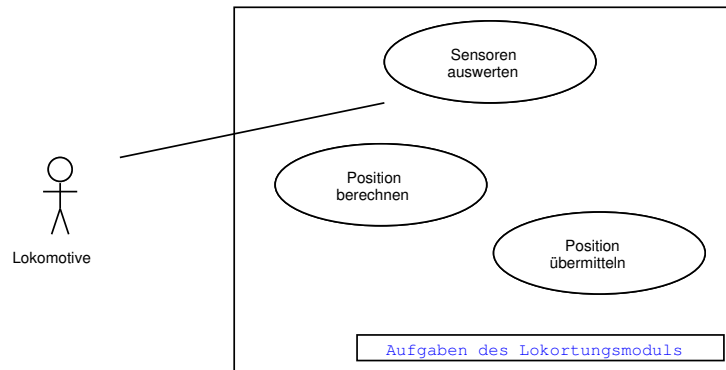 Sensoren
auswerten
Position
berechnen
Lokomotive
Position
übermitteln
Aufgaben des Lokortungsmoduls